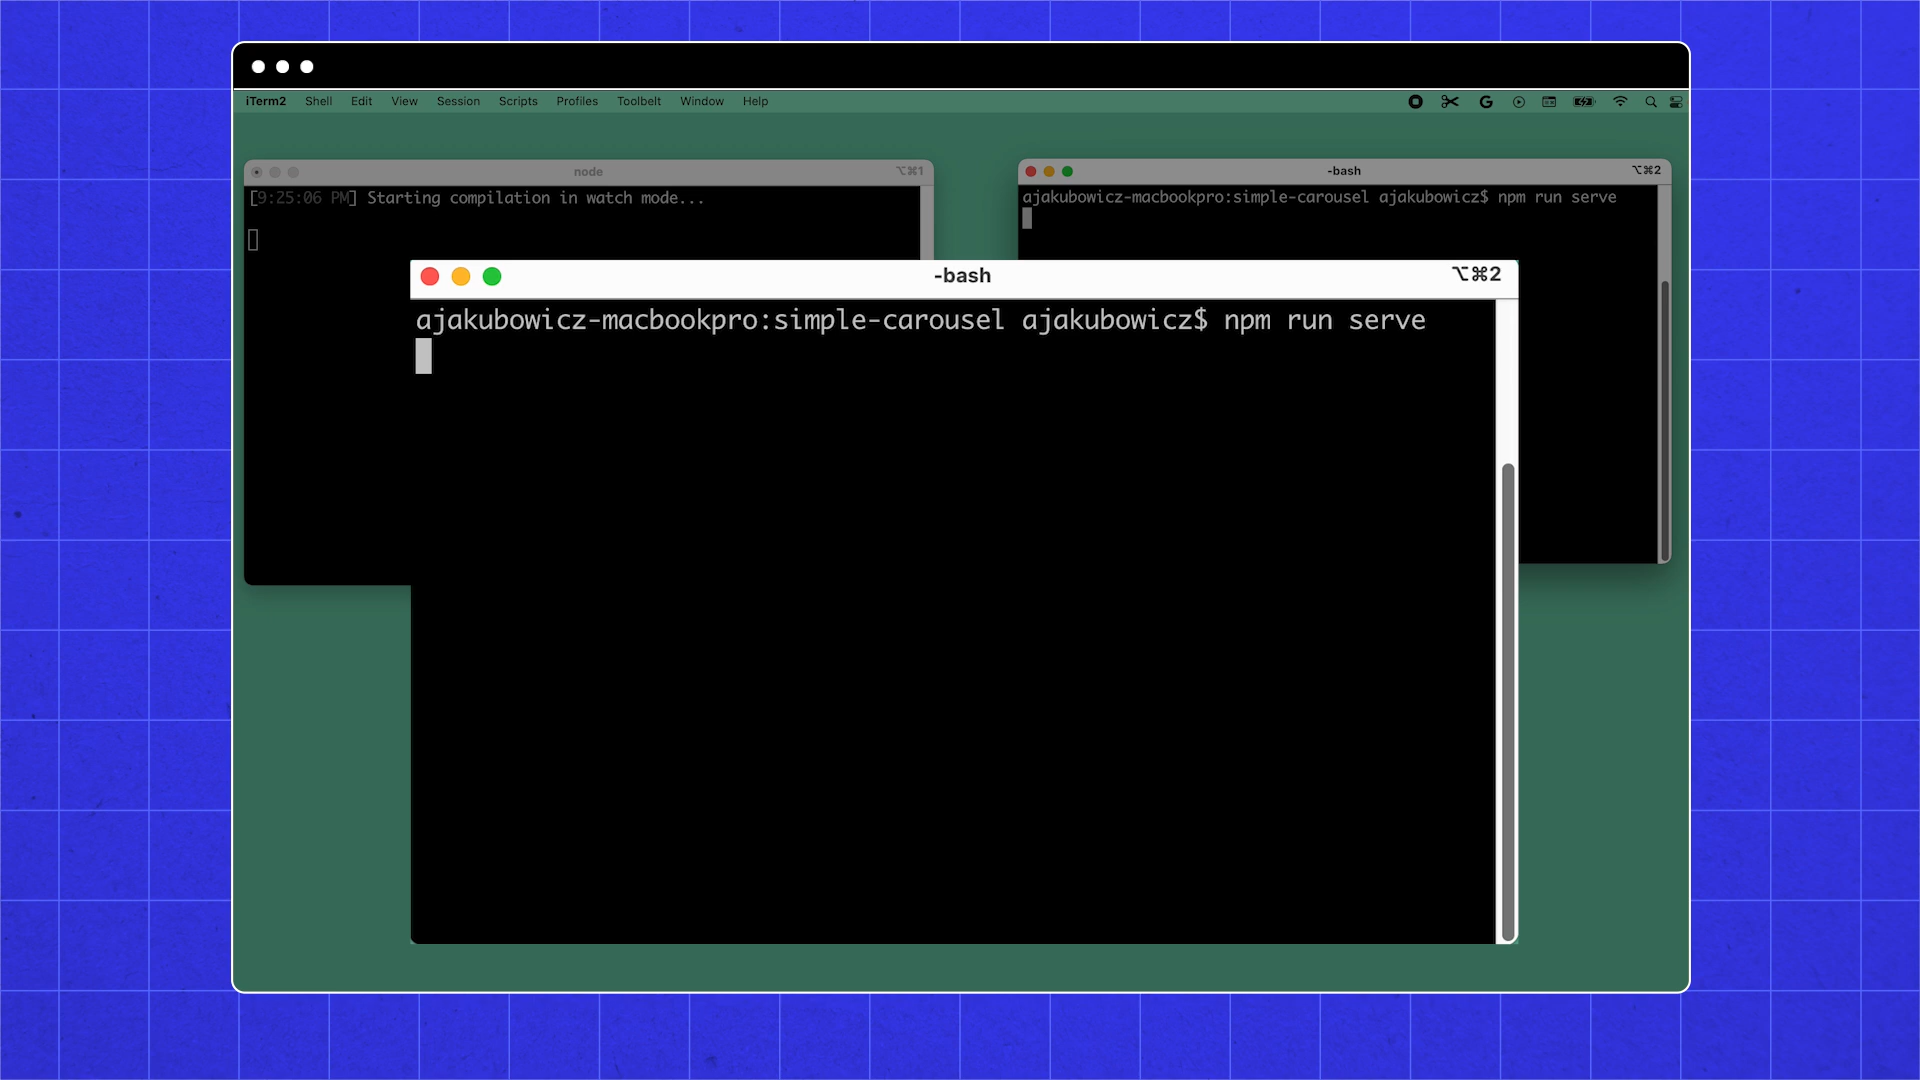 iTerm2 Shell Edit View Session Scripts Profiles Toolbelt Window Help
node ⌥⌘1
[9:25:06 PM] Starting compilation in watch mode...
-bash ⌥⌘2
ajakubowicz-macbookpro:simple-carousel ajakubowicz$ npm run serve
-bash ⌥⌘2
ajakubowicz-macbookpro:simple-carousel ajakubowicz$ npm run serve